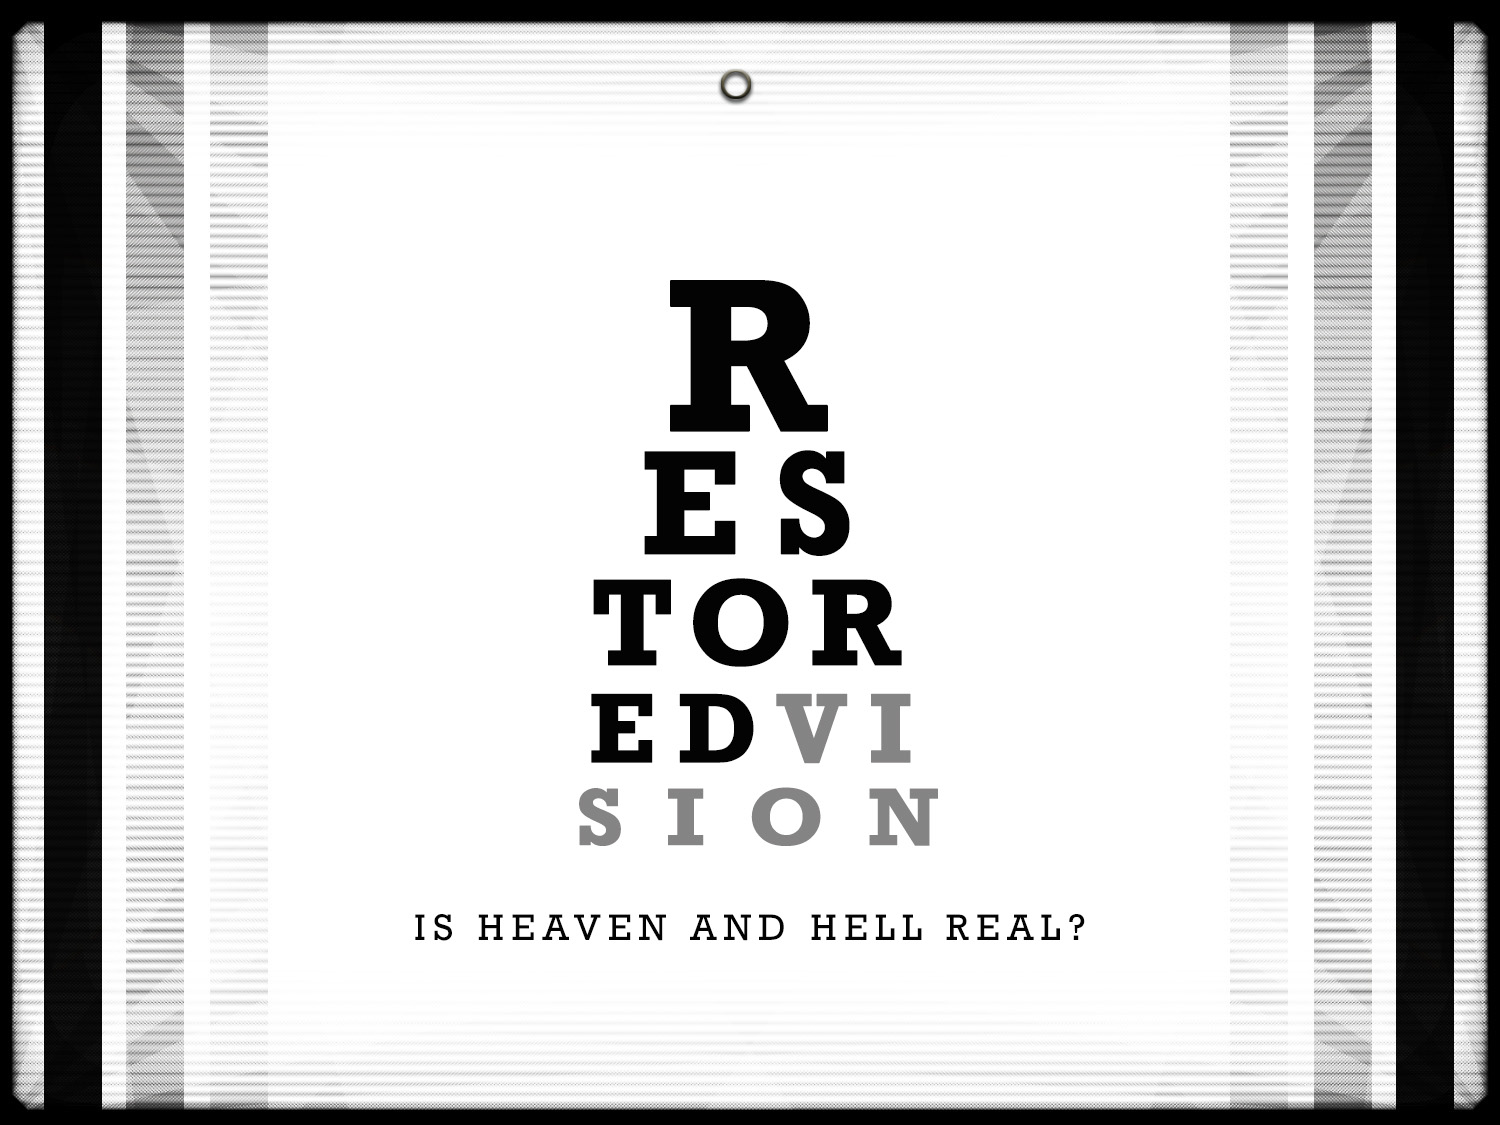 R
ES
TOR
EDVI
SION
IS HEAVEN AND HELL REAL?